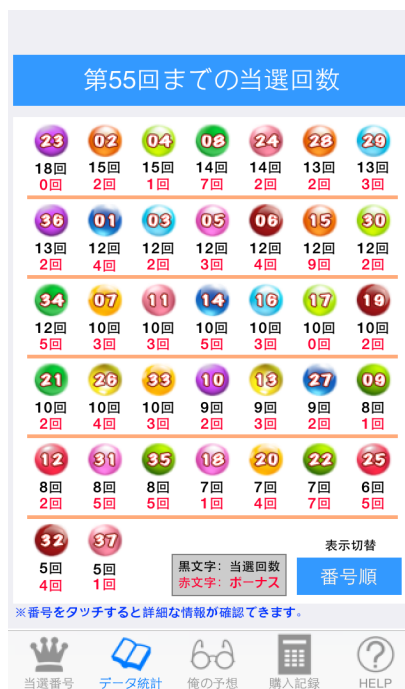 第55回までの当選回数
23 02 04 08 24 28 29
18回 15回 15回 14回 14回 13回 13回
0回 2回 1回 7回 2回 2回 3回
36 01 03 05 06 15 30
13回 12回 12回 12回 12回 12回 12回
2回 4回 2回 3回 4回 9回 2回
34 07 11 14 16 17 19
12回 10回 10回 10回 10回 10回 10回
5回 3回 3回 5回 3回 0回 2回
21 26 33 10 13 27 09
10回 10回 10回 9回 9回 9回 8回
2回 4回 3回 2回 3回 2回 1回
12 31 35 18 20 22 25
8回 8回 8回 7回 7回 7回 6回
2回 5回 5回 1回 4回 7回 5回
32 37
5回 5回
4回 1回
黒文字: 当選回数
赤文字: ボーナス
表示切替
番号順
※番号をタッチすると詳細な情報が確認できます。
当選番号 データ統計 俺の予想 購入記録 HELP